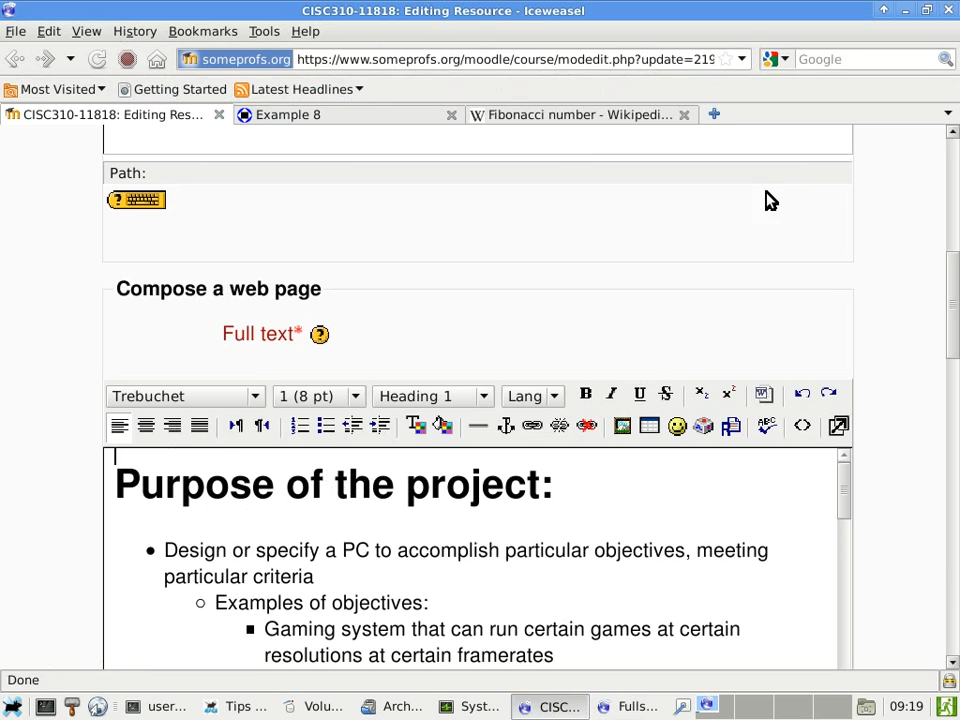 CISC310-11818: Editing Resource - Iceweasel
File Edit View History Bookmarks Tools Help
someprofs.org https://www.someprofs.org/moodle/course/modedit.php?update=219 Google
Most Visited Getting Started Latest Headlines
CISC310-11818: Editing Res... Example 8 Fibonacci number - Wikipedi...
Path:
Compose a web page
Full text*
Trebuchet 1 (8 pt) Heading 1 Lang B I U S
Purpose of the project:
Design or specify a PC to accomplish particular objectives, meeting
particular criteria
Examples of objectives:
Gaming system that can run certain games at certain
resolutions at certain framerates
Done
user... Tips ... Volu... Arch... Syst... CISC... Fulls... 09:19